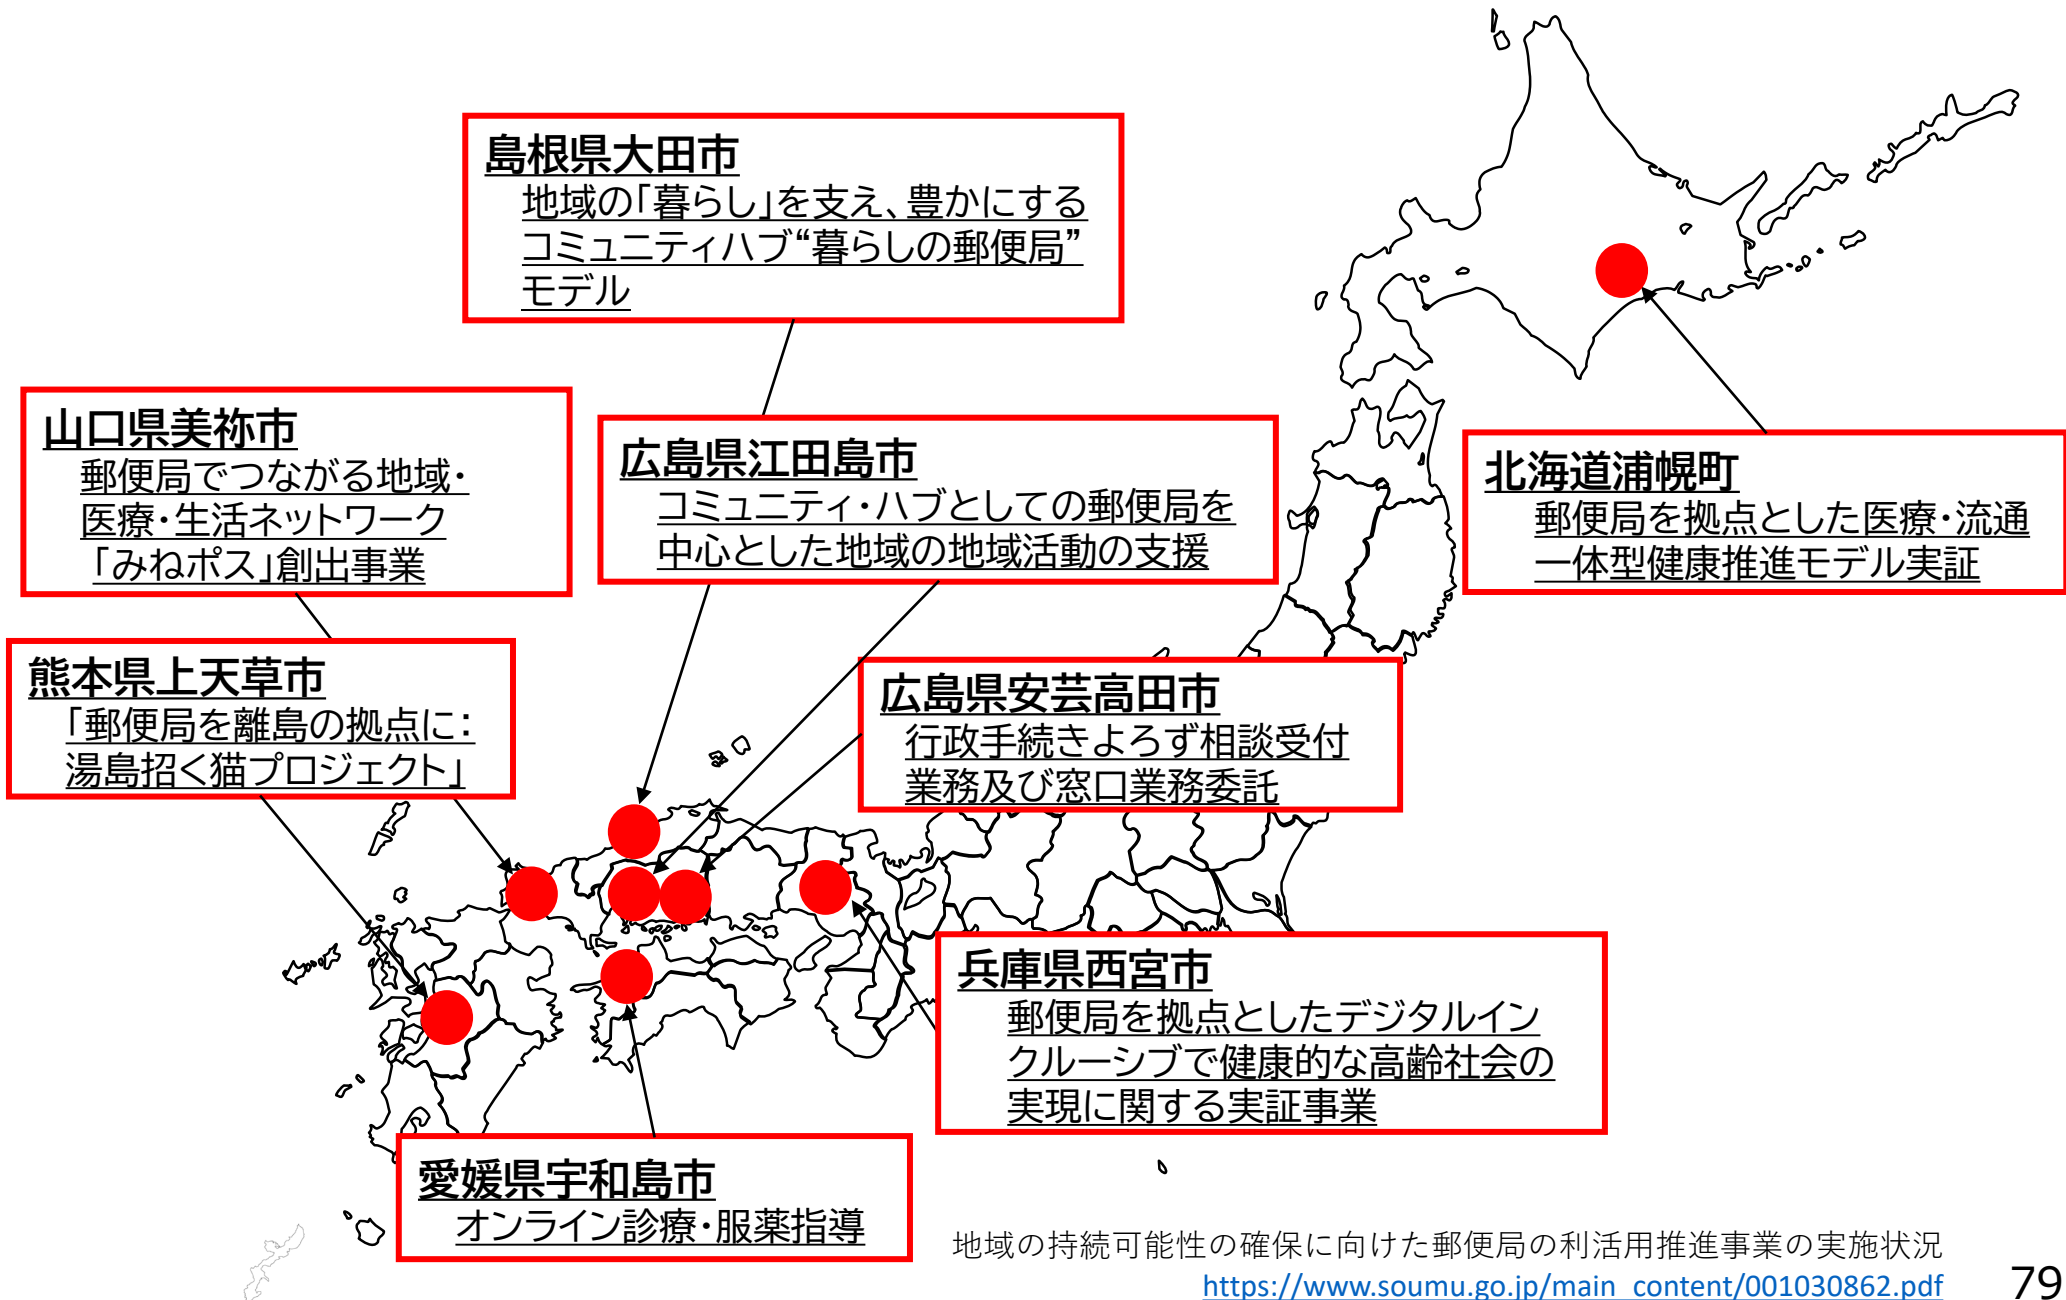 島根県大田市
地域の｢暮らし｣を支え、豊かにする
コミュニティハブ“暮らしの郵便局”
モデル
山口県美祢市
郵便局でつながる地域・
医療・生活ネットワーク
｢みねポス｣創出事業
広島県江田島市
コミュニティ・ハブとしての郵便局を
中心とした地域の地域活動の支援
北海道浦幌町
郵便局を拠点とした医療・流通
一体型健康推進モデル実証
熊本県上天草市
｢郵便局を離島の拠点に：
湯島招く猫プロジェクト｣
広島県安芸高田市
行政手続きよろず相談受付
業務及び窓口業務委託
兵庫県西宮市
郵便局を拠点としたデジタルイン
クルーシブで健康的な高齢社会の
実現に関する実証事業
愛媛県宇和島市
オンライン診療・服薬指導
地域の持続可能性の確保に向けた郵便局の利活用推進事業の実施状況
https://www.soumu.go.jp/main_content/001030862.pdf
79